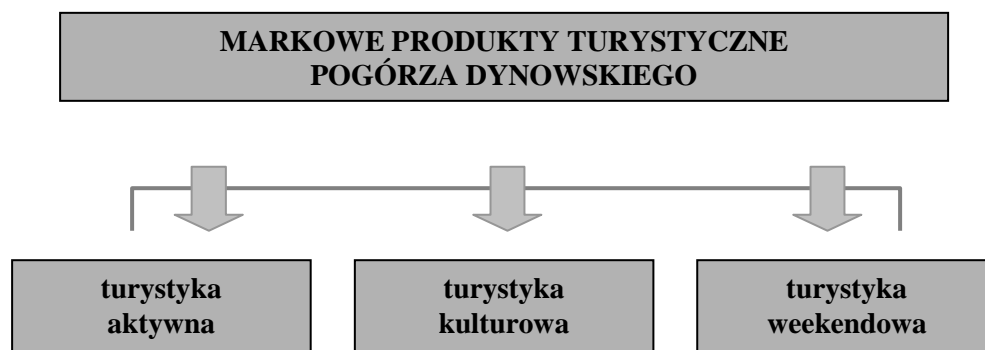 MARKOWE PRODUKTY TURYSTYCZNE
POGÓRZA DYNOWSKIEGO
turystyka
aktywna
turystyka
kulturowa
turystyka
weekendowa